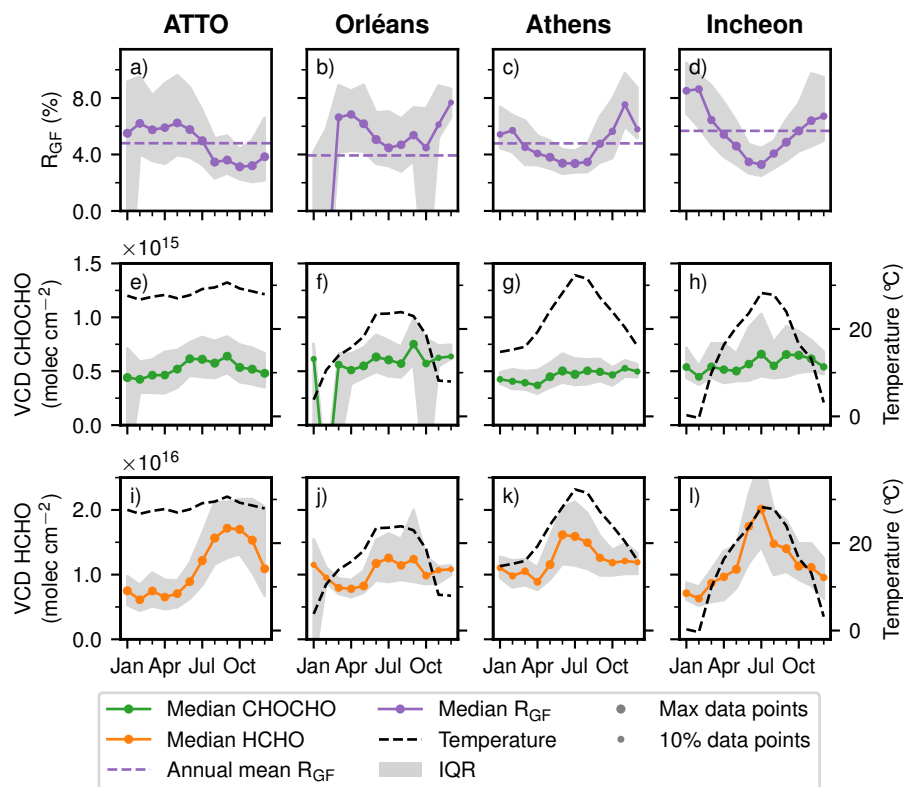 ATTO Orléans Athens Incheon
a) b) c) d)
R_GF (%)
8.0
4.0
0.0
×10^15
e) f) g) h)
VCD CHOCHO
(molec cm⁻²)
1.5
1.0
0.5
0.0
Temperature (°C)
20
0
×10^16
i) j) k) l)
VCD HCHO
(molec cm⁻²)
2.0
1.0
0.0
Temperature (°C)
20
0
Jan Apr Jul Oct Jan Apr Jul Oct Jan Apr Jul Oct Jan Apr Jul Oct
Median CHOCHO Median R_GF Max data points
Median HCHO Temperature 10% data points
Annual mean R_GF IQR